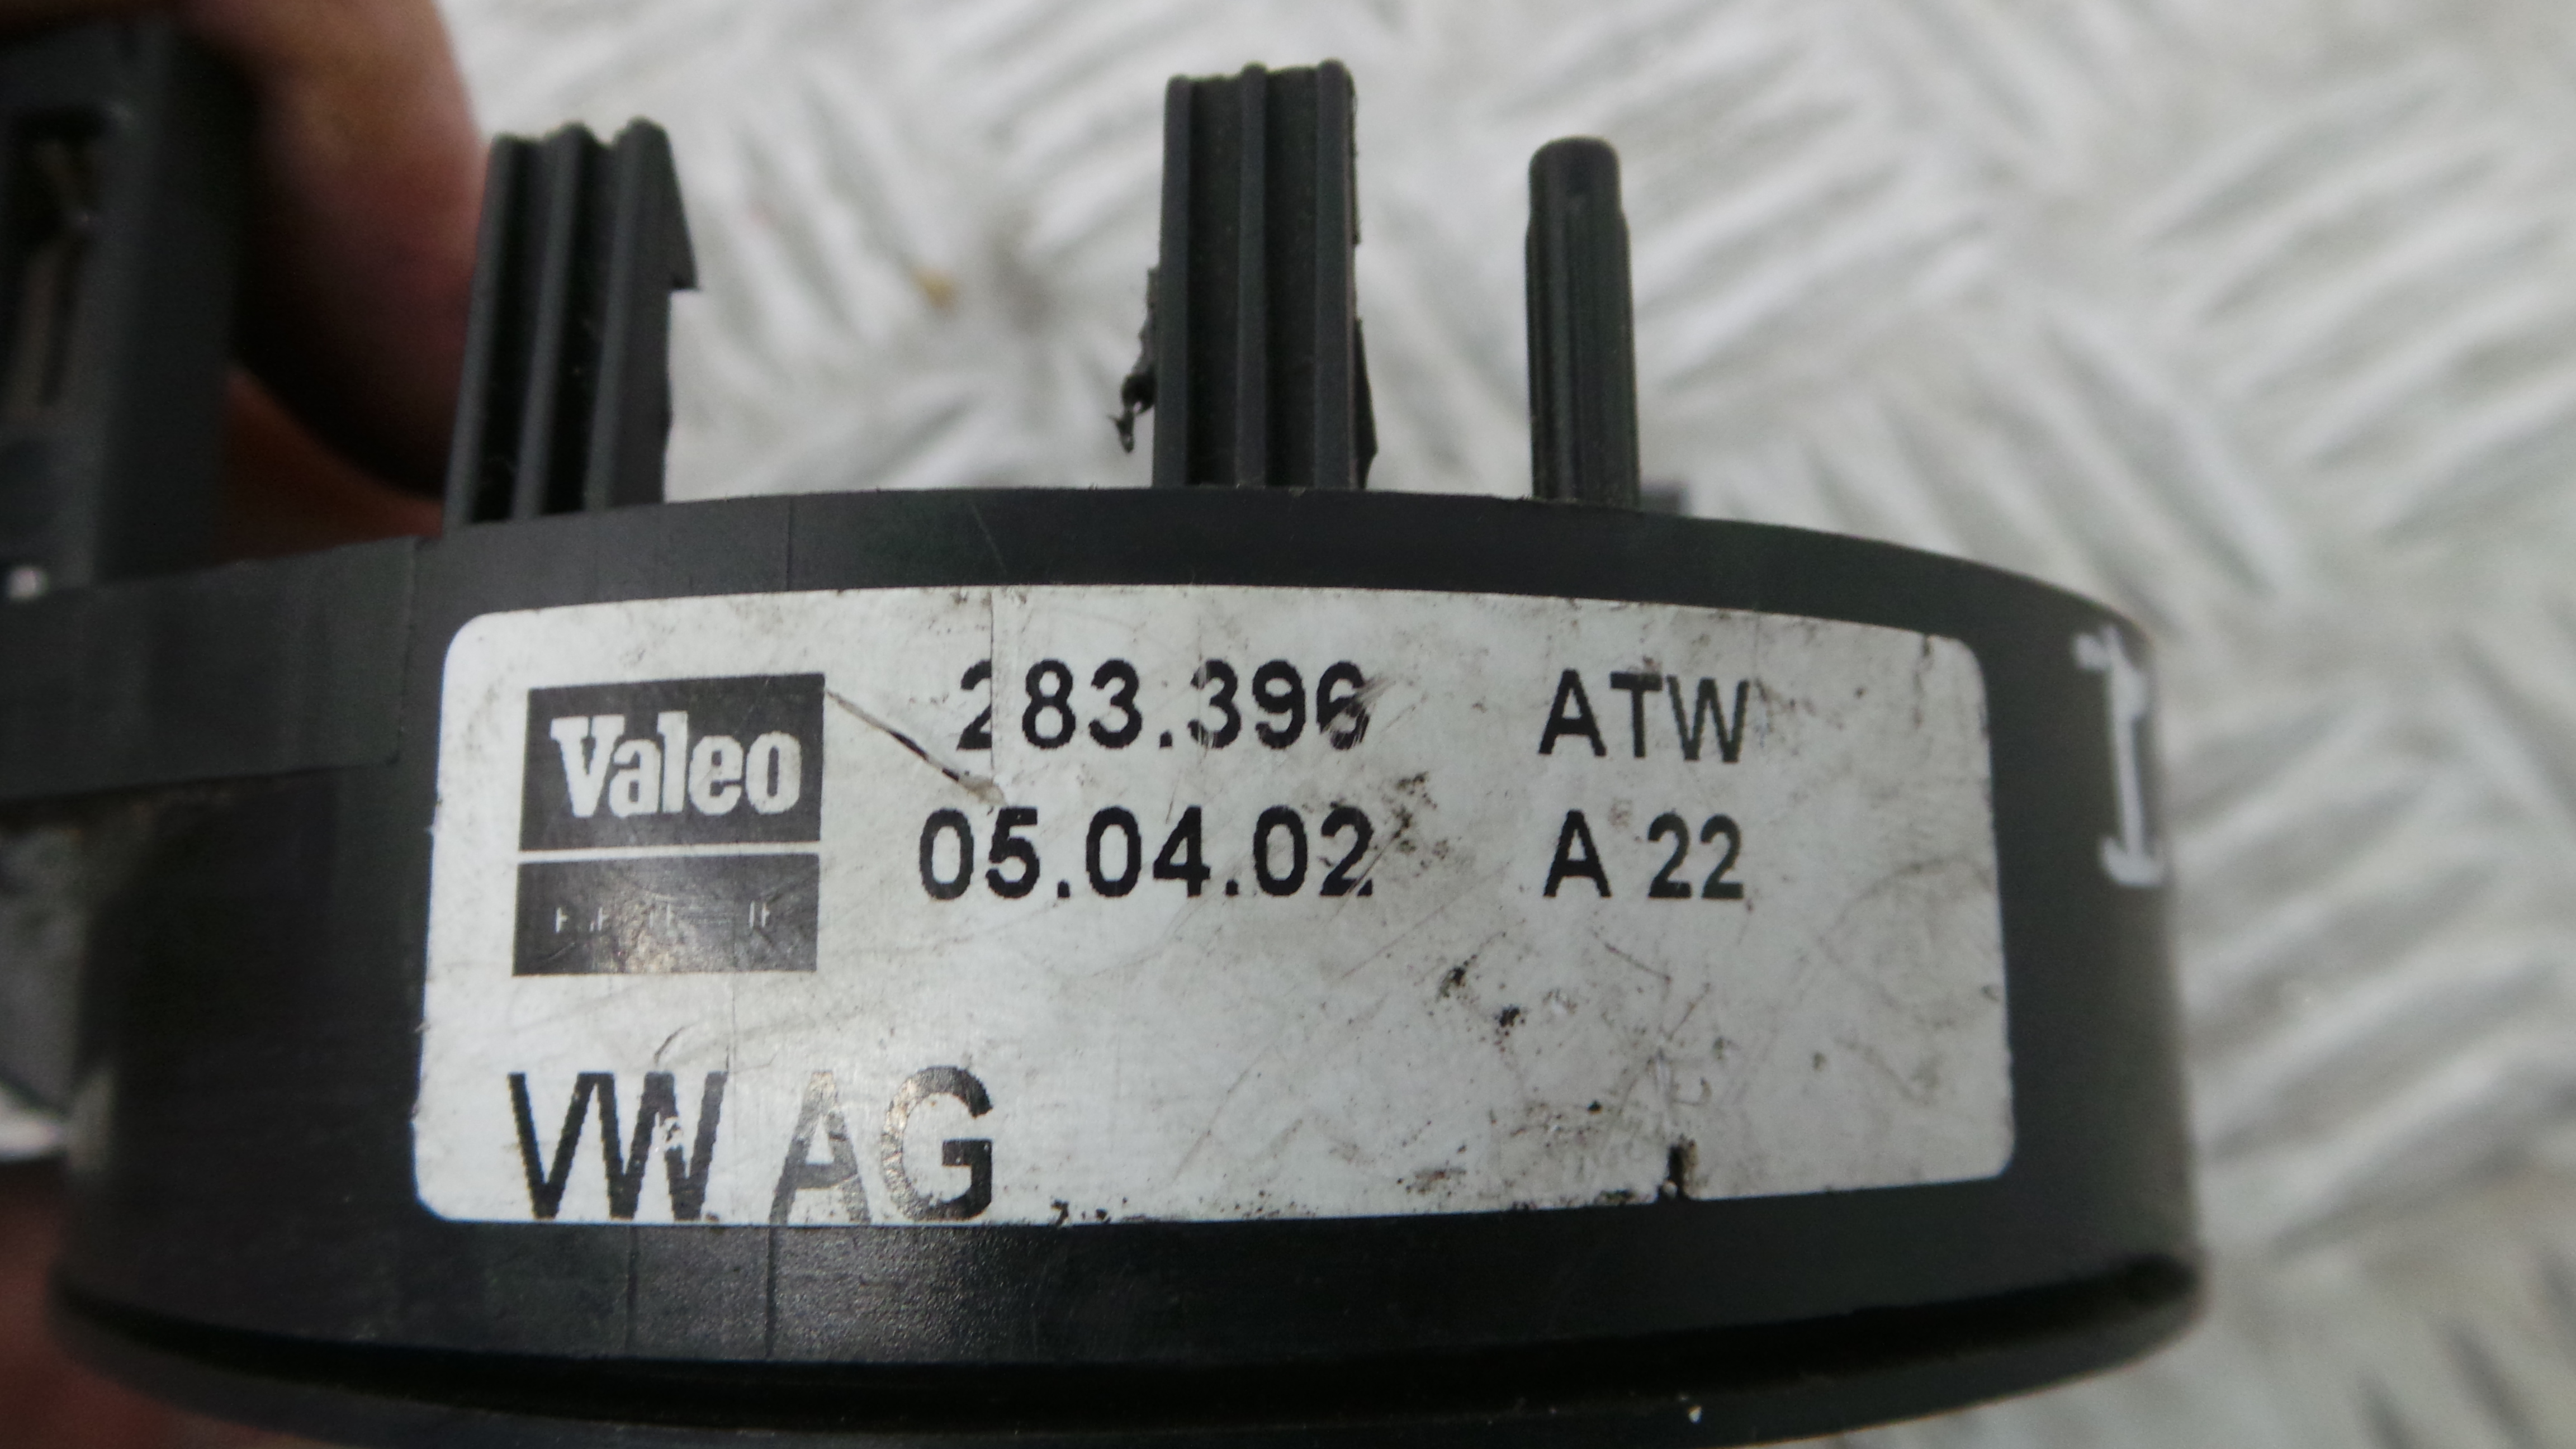 Valeo
283.396 ATW
05.04.02 A 22
VW AG